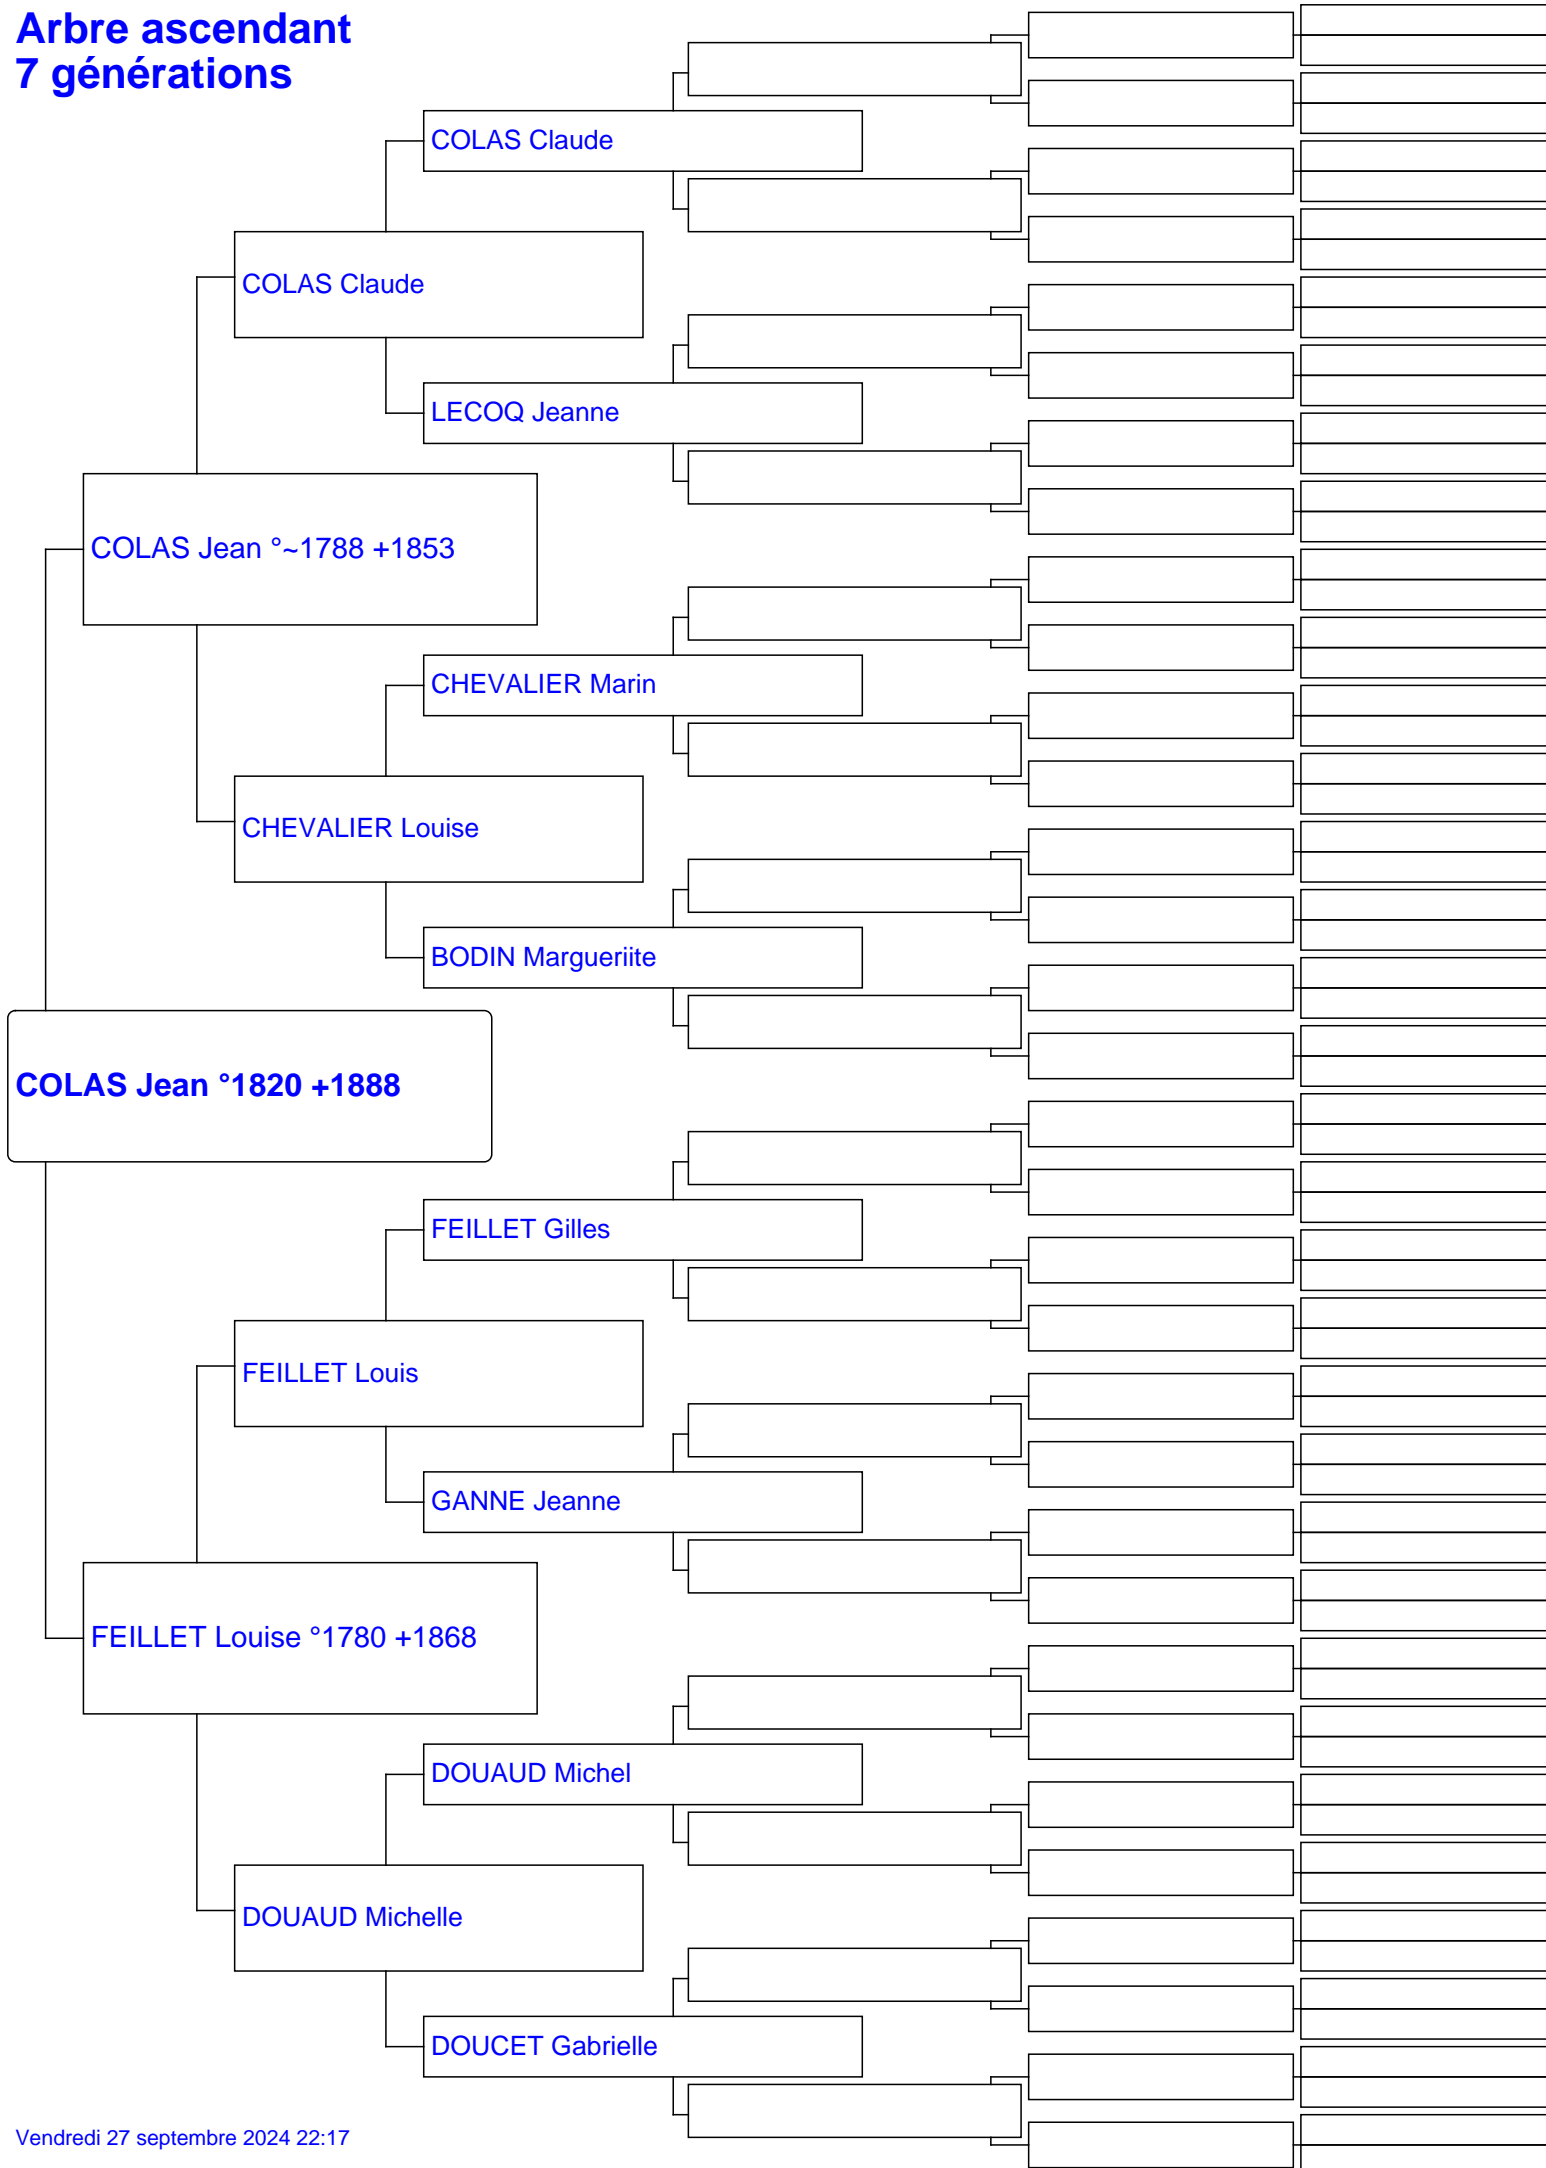 Arbre ascendant
7 générations
COLAS Claude
COLAS Claude
LECOQ Jeanne
COLAS Jean °~1788 +1853
CHEVALIER Marin
CHEVALIER Louise
BODIN Margueriite
COLAS Jean °1820 +1888
FEILLET Gilles
FEILLET Louis
GANNE Jeanne
FEILLET Louise °1780 +1868
DOUAUD Michel
DOUAUD Michelle
DOUCET Gabrielle
Vendredi 27 septembre 2024 22:17